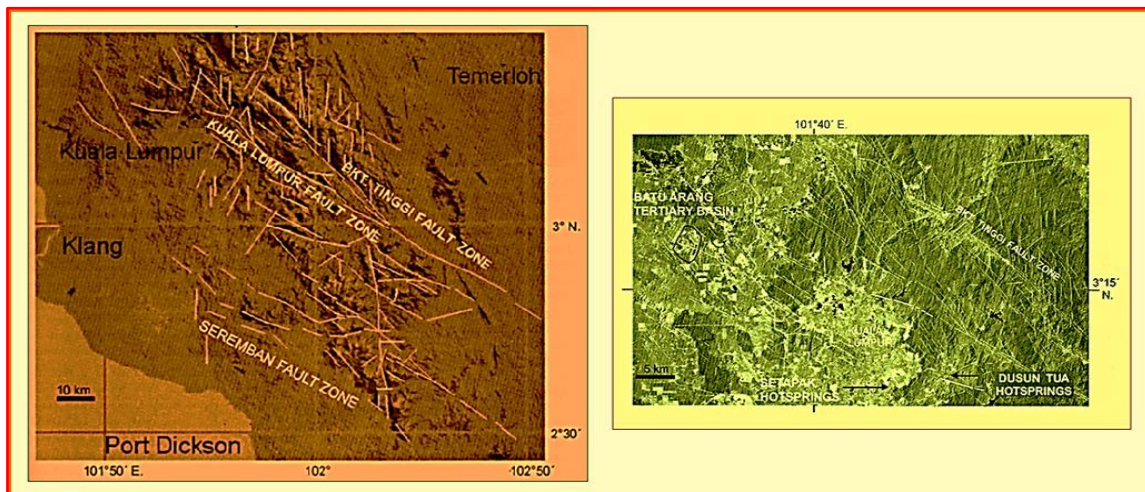 Temerloh
Kuala Lumpur
KUALA LUMPUR FAULT ZONE
BKT. TINGGI FAULT ZONE
3° N.
Klang
SEREMBAN FAULT ZONE
10 km
Port Dickson
2°30'
101°50' E.
102°
102°50'
101°40' E.
BATU ARANG
TERTIARY BASIN
BKT. TINGGI FAULT ZONE
3°15'
N.
KUALA
LUMPUR
5 km
SETAPAK
HOTSPRINGS
DUSUN TUA
HOTSPRINGS